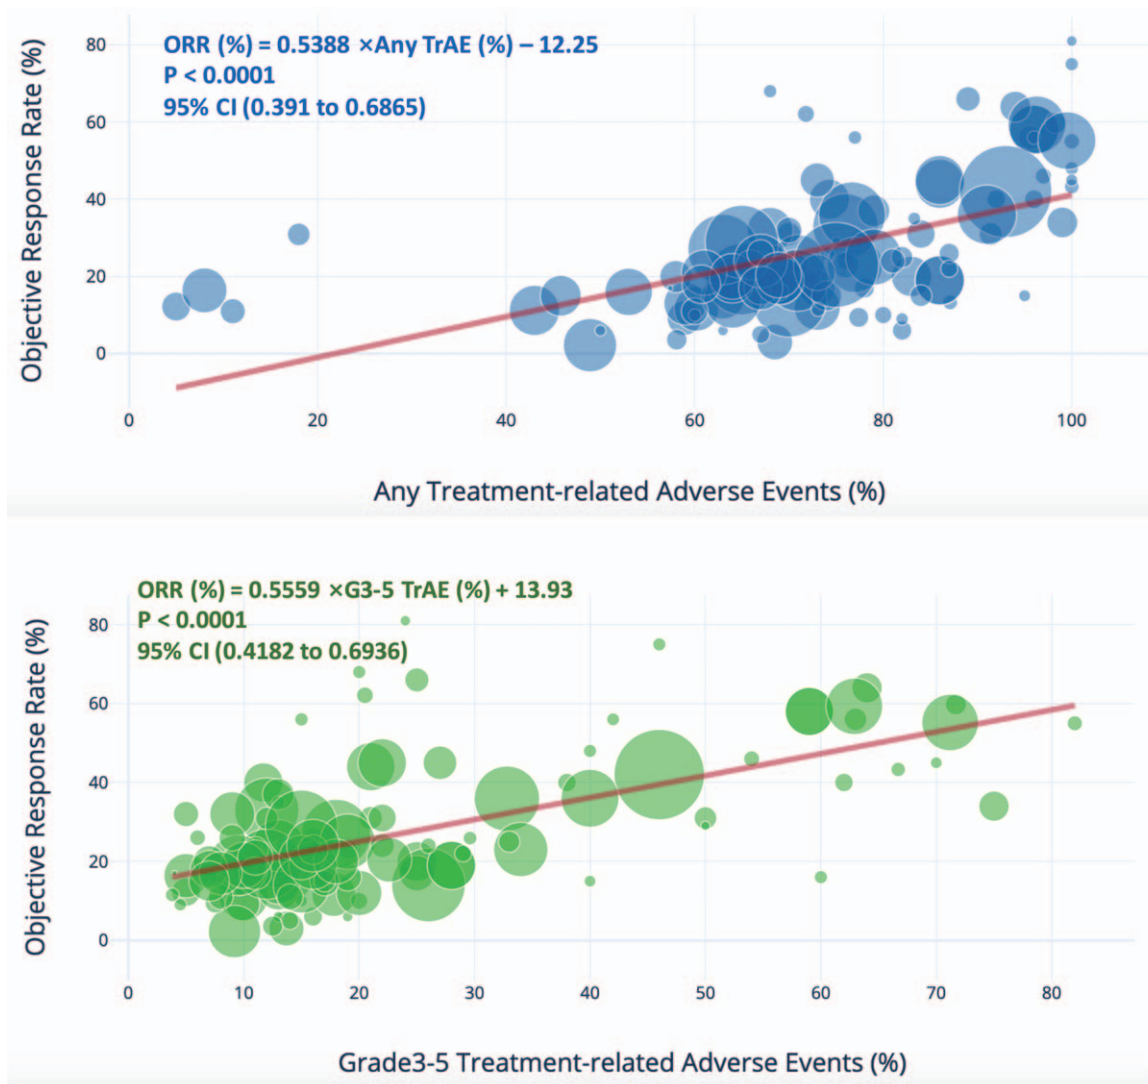 Objective Response Rate (%)
ORR (%) = 0.5388 ×Any TrAE (%) – 12.25
P < 0.0001
95% CI (0.391 to 0.6865)
80
60
40
20
0
0 20 40 60 80 100
Any Treatment-related Adverse Events (%)
Objective Response Rate (%)
ORR (%) = 0.5559 ×G3-5 TrAE (%) + 13.93
P < 0.0001
95% CI (0.4182 to 0.6936)
80
60
40
20
0
0 10 20 30 40 50 60 70 80
Grade3-5 Treatment-related Adverse Events (%)